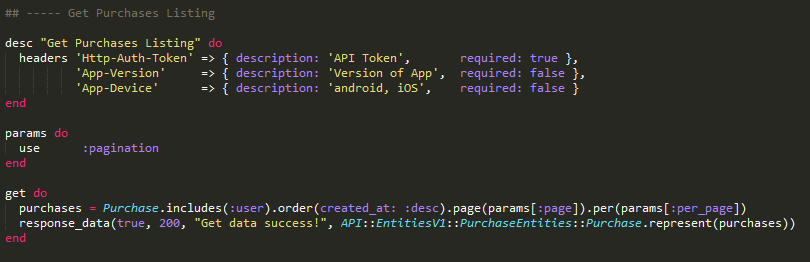 ## ----- Get Purchases Listing
desc "Get Purchases Listing" do
headers 'Http-Auth-Token' => { description: 'API Token', required: true },
'App-Version' => { description: 'Version of App', required: false },
'App-Device' => { description: 'android, iOS', required: false }
end
params do
use :pagination
end
get do
purchases = Purchase.includes(:user).order(created_at: :desc).page(params[:page]).per(params[:per_page])
response_data(true, 200, "Get data success!", API::EntitiesV1::PurchaseEntities::Purchase.represent(purchases))
end